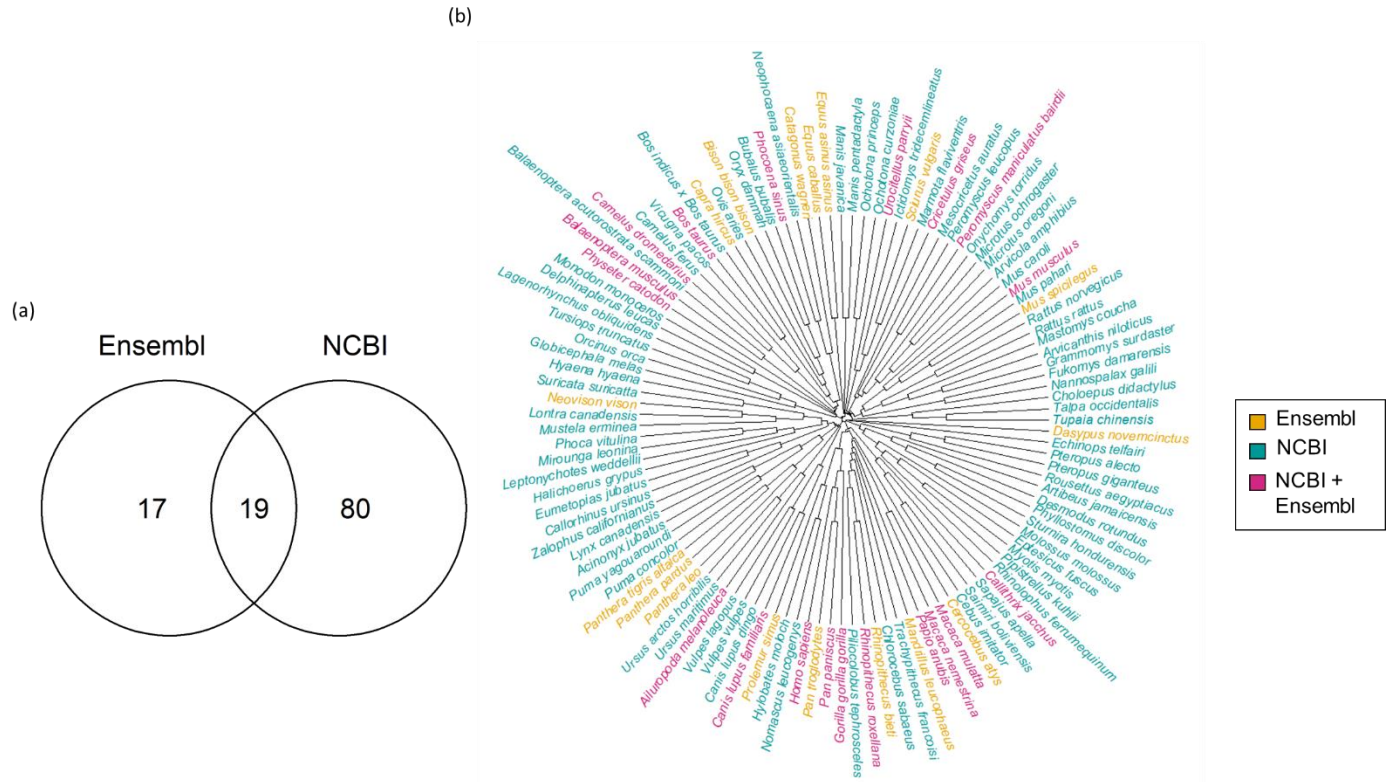 (b)
(a)
Ensembl
NCBI
17
19
80
Neophocaena asiaeorientalis
Phocoena sinus
Catagonus wagneri
Equus caballus
Equus asinus asinus
Manis javanica
Manis pentadactyla
Ochotona princeps
Ochotona curzoniae
Urocitellus parryii
Ictidomys tridecemlineatus
Sciurus vulgaris
Marmota flaviventris
Cricetulus griseus
Mesocricetus auratus
Peromyscus leucopus
Peromyscus maniculatus bairdii
Onychomys torridus
Microtus ochrogaster
Microtus oregoni
Arvicola amphibius
Mus caroli
Mus musculus
Mus pahari
Mus spicilegus
Rattus norvegicus
Rattus rattus
Mastomys coucha
Arvicanthis niloticus
Grammomys surdaster
Fukomys damarensis
Nannospalax galili
Choloepus didactylus
Talpa occidentalis
Tupaia chinensis
Dasypus novemcinctus
Echinops telfairi
Pteropus alecto
Pteropus giganteus
Rousettus aegyptiacus
Artibeus jamaicensis
Desmodus rotundus
Phyllostomus discolor
Sturnira hondurensis
Molossus molossus
Eptesicus fuscus
Myotis myotis
Pipistrellus kuhlii
Rhinolophus ferrumequinum
Callithrix jacchus
Sapajus apella
Saimiri boliviensis
Cebus imitator
Cercocebus atys
Macaca mulatta
Macaca nemestrina
Papio anubis
Mandrillus leucophaeus
Trachypithecus francoisi
Chlorocebus sabaeus
Rhinopithecus bieti
Rhinopithecus roxellana
Piliocolobus tephrosceles
Gorilla gorilla gorilla
Pan paniscus
Pan troglodytes
Homo sapiens
Nomascus leucogenys
Hylobates moloch
Prolemur simus
Canis lupus familiaris
Canis lupus dingo
Vulpes vulpes
Vulpes lagopus
Ailuropoda melanoleuca
Ursus maritimus
Ursus arctos horribilis
Panthera leo
Panthera pardus
Panthera tigris altaica
Puma concolor
Puma yagouaroundi
Acinonyx jubatus
Lynx canadensis
Zalophus californianus
Callorhinus ursinus
Eumetopias jubatus
Halichoerus grypus
Leptonychotes weddellii
Mirounga leonina
Phoca vitulina
Mustela erminea
Lontra canadensis
Neovison vison
Suricata suricatta
Hyaena hyaena
Globicephala melas
Orcinus orca
Tursiops truncatus
Lagenorhynchus obliquidens
Delphinapterus leucas
Monodon monoceros
Physeter catodon
Balaenoptera musculus
Balaenoptera acutorostrata scammoni
Camelus dromedarius
Camelus ferus
Vicugna pacos
Bos taurus
Bos indicus x Bos taurus
Capra hircus
Ovis aries
Bison bison bison
Oryx dammah
Bubalus bubalis
Ensembl
NCBI
NCBI +
Ensembl